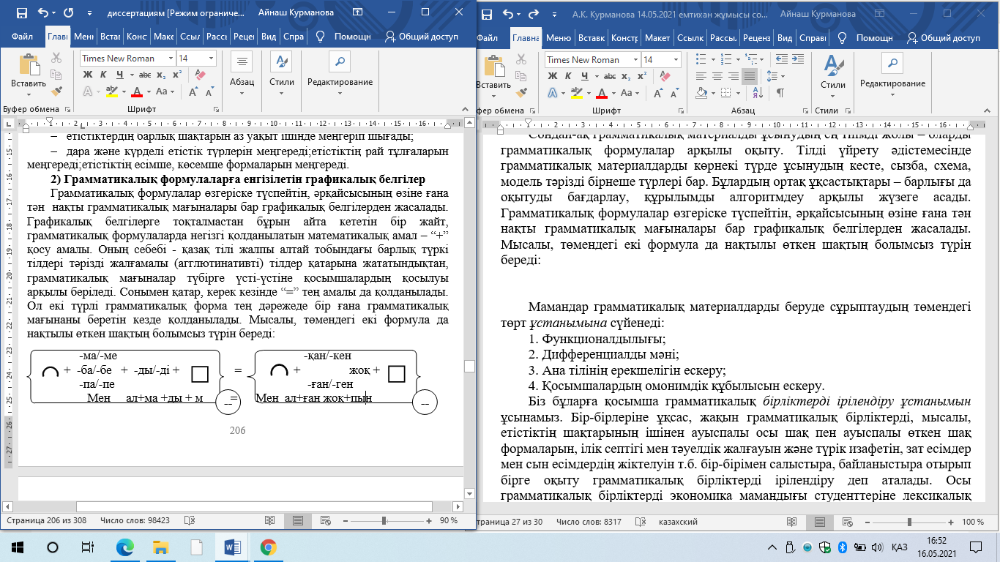 диссертациям [Режим ограниче...
Айнаш Курманова
Файл Главн Меню Встав Конс Маке Ссыл Рассы Рецен Вид Спра Помощн Общий доступ
Вставить
Буфер обмена
Times New Roman 14
Ж К Ч abc x₂ x²
Шрифт
Абзац
Стили
Редактирование
– етістіктердің барлық шақтарын аз уақыт ішінде меңгеріп шығады;
– дара және күрделі етістік түрлерін меңгереді;етістіктің рай тұлғаларын
меңгереді;етістіктің есімше, көсемше формаларын меңгереді.
2) Грамматикалық формулаларға енгізілетін графикалық белгілер
Грамматикалық формулалар өзгеріске түспейтін, әрқайсысының өзіне ғана
тән нақты грамматикалық мағыналары бар графикалық белгілерден жасалады.
Графикалық белгілерге тоқталмастан бұрын айта кететін бір жайт,
грамматикалық формулаларда негізгі қолданылатын математикалық амал – “+”
қосу амалы. Оның себебі - қазақ тілі жалпы алтай тобындағы барлық түркі
тілдері тәрізді жалғамалы (агглютинативті) тілдер қатарына жататындықтан,
грамматикалық мағыналар түбірге үсті-үстіне қосымшалардың қосылуы
арқылы беріледі. Сонымен қатар, керек кезінде “=” тең амалы да қолданылады.
Ол екі түрлі грамматикалық форма тең дәрежеде бір ғана грамматикалық
мағынаны беретін кезде қолданылады. Мысалы, төмендегі екі формула да
нақтылы өткен шақтың болымсыз түрін береді:
-ма/-ме -қан/-кен
+ -ба/-бе + -ды/-ді + = + жоқ +
-па/-пе -ған/-ген
Мен ал+ма +ды + м = Мен ал+ған жоқ+пын
-- --
206
Страница 206 из 308 Число слов: 98423 90 %
А.К. Курманова 14.05.2021 емтихан жұмысы со...
Айнаш Курманова
Файл Главна Меню Вставк Констр Макет Ссылк Рассыл Реценз Вид Справ Помощн Общий доступ
Вставить
Буфер обмена
Times New Roman 14
Ж К Ч abc x₂ x²
Шрифт
Абзац
Стили
Стили
Редактирование
Сондай-ақ грамматикалық материалды ұсынудың ең тиімді жолы – оларды
грамматикалық формулалар арқылы оқыту. Тілді үйрету әдістемесінде
грамматикалық материалдарды көрнекі түрде ұсынудың кесте, сызба, схема,
модель тәрізді бірнеше түрлері бар. Бұлардың ортақ ұқсастықтары – барлығы да
оқытуды бағдарлау, құрылымды алгоритмдеу арқылы жүзеге асады.
Грамматикалық формулалар өзгеріске түспейтін, әрқайсысының өзіне ғана тән
нақты грамматикалық мағыналары бар графикалық белгілерден жасалады.
Мысалы, төмендегі екі формула да нақтылы өткен шақтың болымсыз түрін
береді:
Мамандар грамматикалық материалдарды беруде сұрыптаудың төмендегі
төрт ұстанымына сүйенеді:
1. Функционалдылығы;
2. Дифференциалды мәні;
3. Ана тілінің ерекшелігін ескеру;
4. Қосымшалардың омонимдік құбылысын ескеру.
Біз бұларға қосымша грамматикалық бірліктерді ірілендіру ұстанымын
ұсынамыз. Бір-бірлеріне ұқсас, жақын грамматикалық бірліктерді, мысалы,
етістіктің шақтарының ішінен ауыспалы осы шақ пен ауыспалы өткен шақ
формаларын, ілік септігі мен тәуелдік жалғауын және түрік изафетін, зат есімдер
мен сын есімдердің жіктелуін т.б. бір-бірімен салыстыра, байланыстыра отырып
бірге оқыту грамматикалық бірліктерді ірілендіру деп аталады. Осы
грамматикалық бірліктерді экономика мамандығы студенттеріне лексикалық
Страница 27 из 30 Число слов: 8317 казахский 100 %
ҚАЗ
16:52
16.05.2021